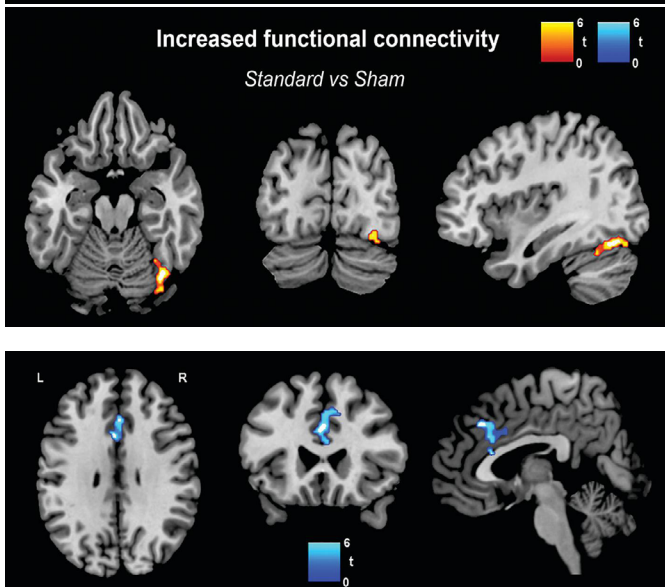 Increased functional connectivity
Standard vs Sham
6 6
t t
0 0
L R
6
t
0